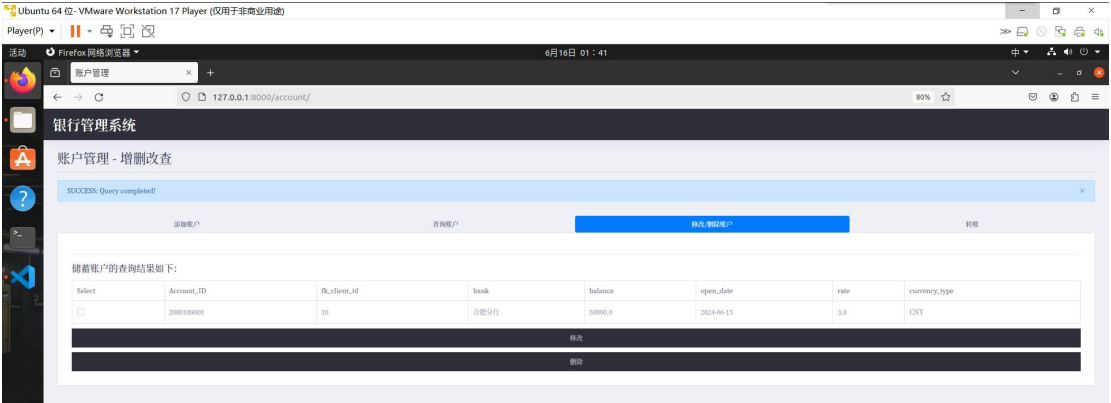 Ubuntu 64 位- VMware Workstation 17 Player (仅用于非商业用途)
Player(P)
活动 Firefox 网络浏览器 6月16日 01：41 中
账户管理
127.0.0.1:8000/account/ 80%
银行管理系统
账户管理 - 增删改查
SUCCESS: Query completed!
添加账户 查询账户 修改/删除账户 转账
储蓄账户的查询结果如下：
Select Account_ID fk_client_id bank balance open_date rate currency_type
2000100000 10 合肥分行 50000.0 2024-06-15 3.0 CNY
修改
删除